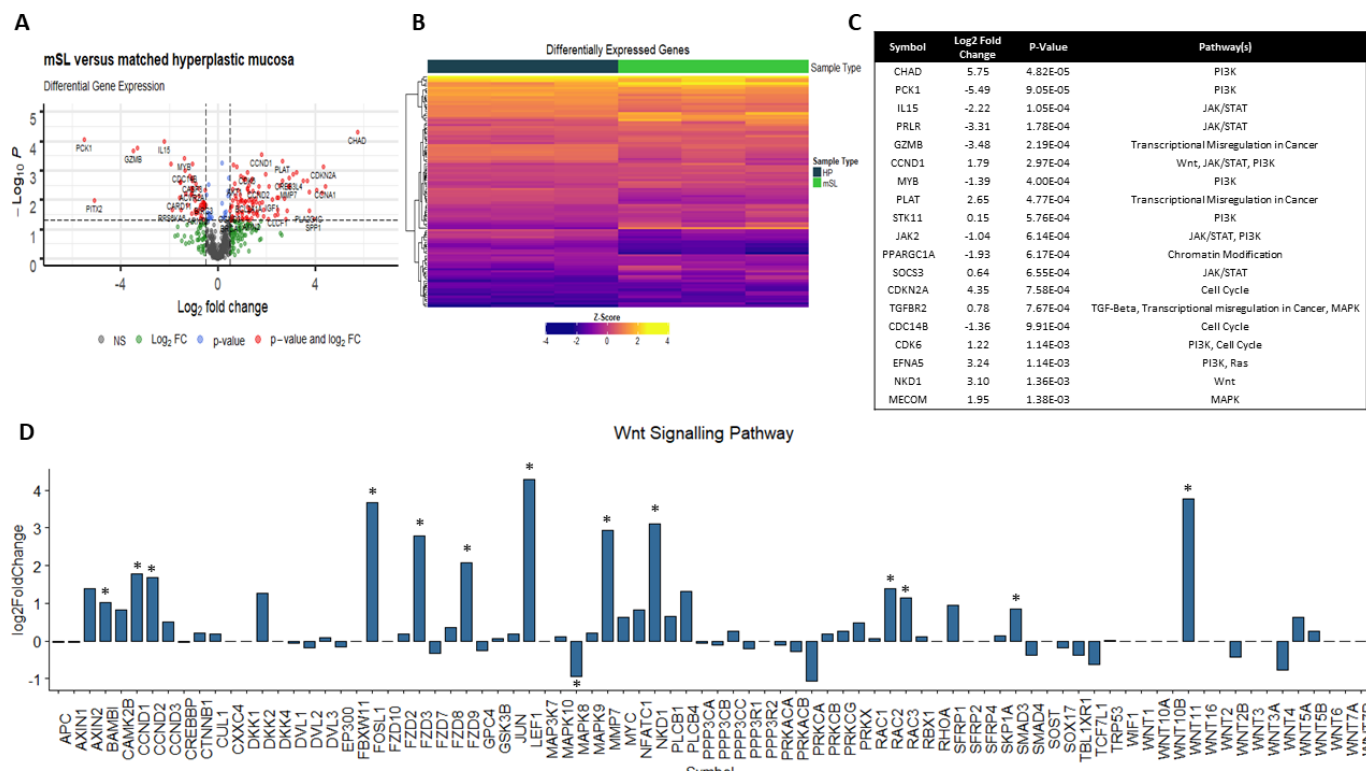 A
mSL versus matched hyperplastic mucosa
Differential Gene Expression
5
4
3
2
1
0
– Log10 P
CHAD
PCK1
GZMB
IL15
MYB
CCND1
PLAT
CDKN2A
CREB3L4
MMP7
CCNA1
PITX2
CLCF1
PLA2G4C
SPP1
-4
0
4
Log2 fold change
NS
Log2 FC
p-value
p-value and log2 FC
B
Differentially Expressed Genes
Sample Type
Sample Type
HP
mSL
Z-Score
-4 -2 0 2 4
C
Symbol Log2 Fold Change P-Value Pathway(s)
CHAD 5.75 4.82E-05 PI3K
PCK1 -5.49 9.05E-05 PI3K
IL15 -2.22 1.05E-04 JAK/STAT
PRLR -3.31 1.78E-04 JAK/STAT
GZMB -3.48 2.19E-04 Transcriptional Misregulation in Cancer
CCND1 1.79 2.97E-04 Wnt, JAK/STAT, PI3K
MYB -1.39 4.00E-04 PI3K
PLAT 2.65 4.77E-04 Transcriptional Misregulation in Cancer
STK11 0.15 5.76E-04 PI3K
JAK2 -1.04 6.14E-04 JAK/STAT, PI3K
PPARGC1A -1.93 6.17E-04 Chromatin Modification
SOCS3 0.64 6.55E-04 JAK/STAT
CDKN2A 4.35 7.58E-04 Cell Cycle
TGFBR2 0.78 7.67E-04 TGF-Beta, Transcriptional misregulation in Cancer, MAPK
CDC14B -1.36 9.91E-04 Cell Cycle
CDK6 1.22 1.14E-03 PI3K, Cell Cycle
EFNA5 3.24 1.14E-03 PI3K, Ras
NKD1 3.10 1.36E-03 Wnt
MECOM 1.95 1.38E-03 MAPK
D
Wnt Signalling Pathway
log2FoldChange
4
3
2
1
0
-1
* * * * * * * * * * * * * * *
APC
AXIN1
AXIN2
BAMBI
CAMK2B
CCND1
CCND2
CCND3
CREBBP
CTNNB1
CUL1
CXXC4
DKK1
DKK2
DKK4
DVL1
DVL2
DVL3
EP300
FBXW11
FOSL1
FZD10
FZD2
FZD3
FZD7
FZD8
FZD9
GPC4
GSK3B
JUN
LEF1
MAP3K7
MAPK10
MAPK8
MAPK9
MMP7
MYC
NFATC1
NKD1
PLCB1
PLCB4
PPP3CA
PPP3CB
PPP3CC
PPP3R1
PPP3R2
PRKACA
PRKACB
PRKCA
PRKCB
PRKCG
PRKX
RAC1
RAC2
RAC3
RBX1
RHOA
SFRP1
SFRP2
SFRP4
SKP1A
SMAD3
SMAD4
SOST
SOX17
TBL1XR1
TCF7L1
TRP53
WIF1
WNT1
WNT10A
WNT10B
WNT11
WNT16
WNT2
WNT2B
WNT3
WNT3A
WNT4
WNT5A
WNT5B
WNT6
WNT7A